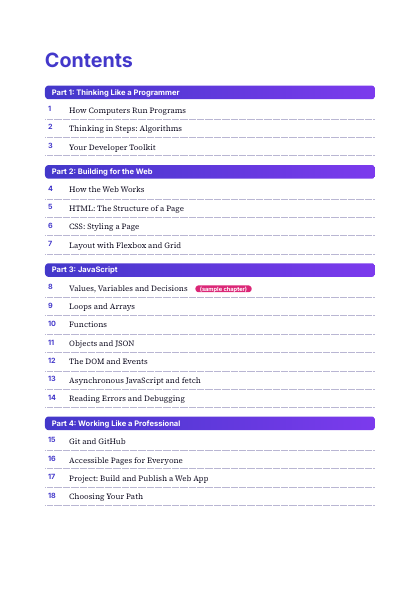 Contents
Part 1: Thinking Like a Programmer
1 How Computers Run Programs
2 Thinking in Steps: Algorithms
3 Your Developer Toolkit
Part 2: Building for the Web
4 How the Web Works
5 HTML: The Structure of a Page
6 CSS: Styling a Page
7 Layout with Flexbox and Grid
Part 3: JavaScript
8 Values, Variables and Decisions (sample chapter)
9 Loops and Arrays
10 Functions
11 Objects and JSON
12 The DOM and Events
13 Asynchronous JavaScript and fetch
14 Reading Errors and Debugging
Part 4: Working Like a Professional
15 Git and GitHub
16 Accessible Pages for Everyone
17 Project: Build and Publish a Web App
18 Choosing Your Path